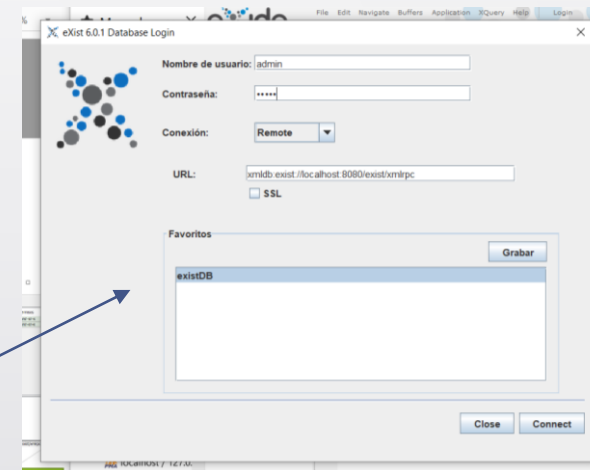 File Edit Navigate Buffers Application XQuery Help Login
eXist 6.0.1 Database Login
Nombre de usuario: admin
Contraseña: •••••
Conexión: Remote
URL: xmldb:exist://localhost:8080/exist/xmlrpc
SSL
Favoritos
Grabar
existDB
Close Connect
localhost / 127.0.